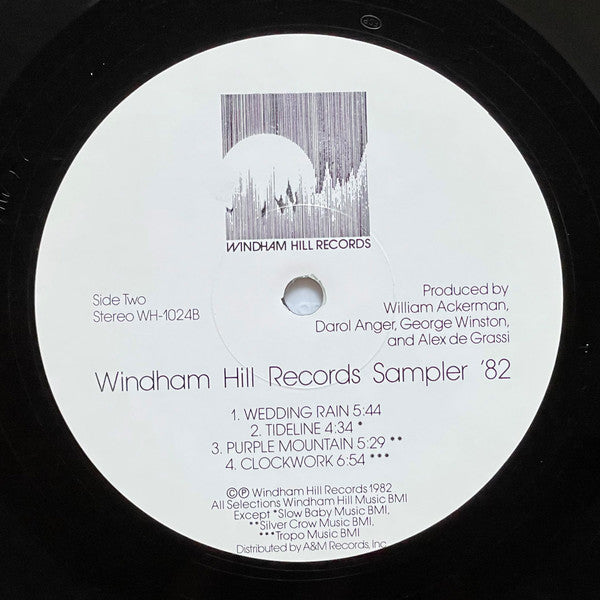 WINDHAM HILL RECORDS
Side Two
Stereo WH-1024B
Produced by
William Ackerman,
Darol Anger, George Winston,
and Alex de Grassi
Windham Hill Records Sampler '82
1. WEDDING RAIN 5:44
2. TIDELINE 4:34 *
3. PURPLE MOUNTAIN 5:29 **
4. CLOCKWORK 6:54 ***
©℗ Windham Hill Records 1982
All Selections Windham Hill Music BMI
Except *Slow Baby Music BMI,
**Silver Crow Music BMI,
***Tropo Music BMI
Distributed by A&M Records, Inc.